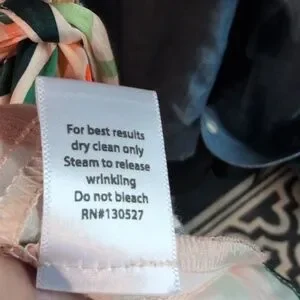 For best results
dry clean only
Steam to release
wrinkling
Do not bleach
RN#130527